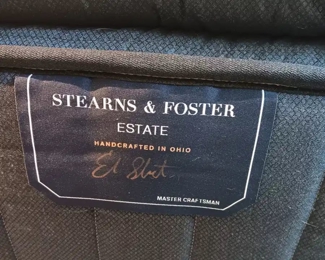 STEARNS & FOSTER
ESTATE
HANDCRAFTED IN OHIO
MASTER CRAFTSMAN